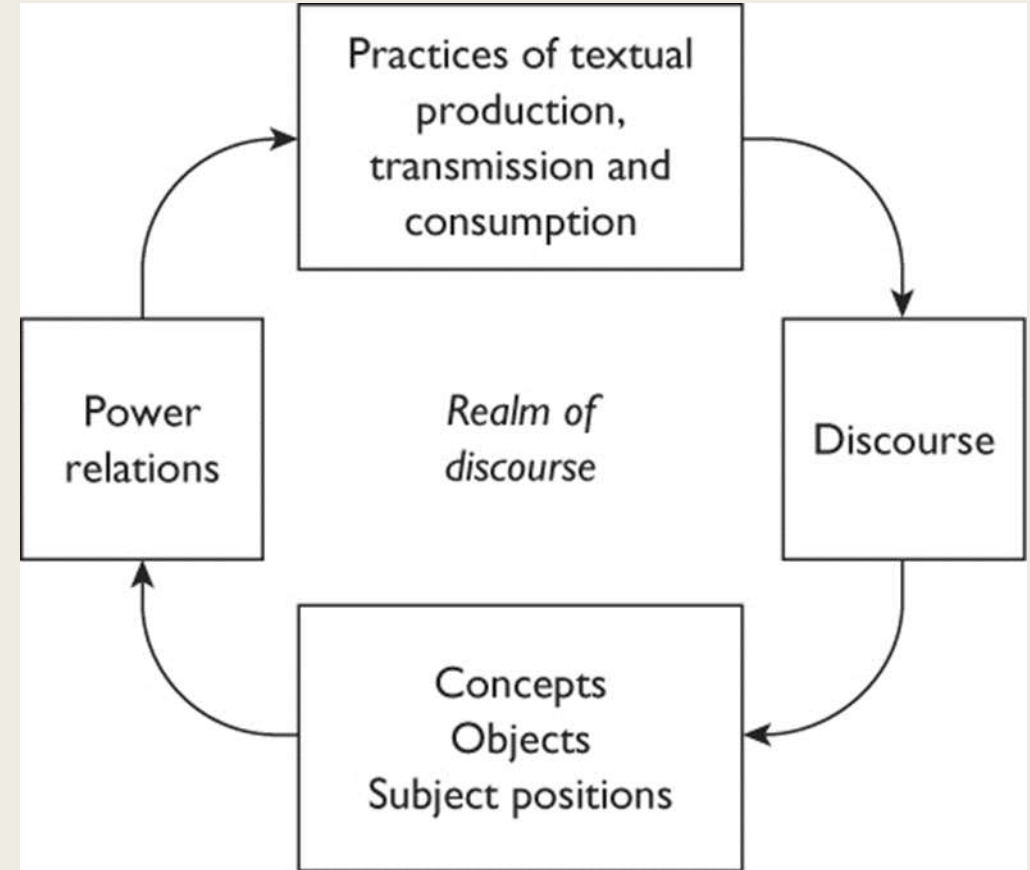 Practices of textual
production,
transmission and
consumption
Power
relations
Realm of
discourse
Discourse
Concepts
Objects
Subject positions